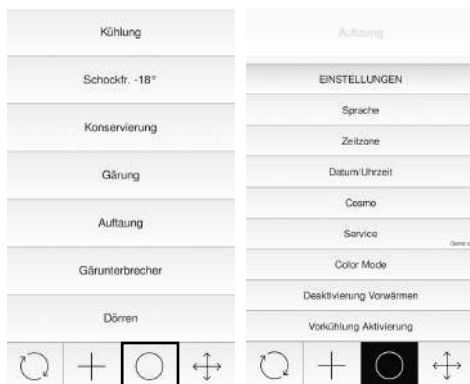 Kühlung
Schockfr. -18°
Konservierung
Gärung
Auftaung
Gärunterbrecher
Dörren
Auftauung
EINSTELLUNGEN
Sprache
Zeitzone
Datum/Uhrzeit
Cosmo
Service
Color Mode
Deaktivierung Vorwärmen
Vorkühlung Aktivierung